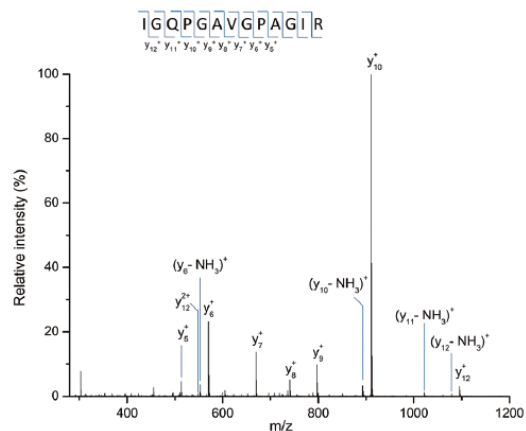 IGQPGAVGPAGIR
y₁₂⁺ y₁₁⁺ y₁₀⁺ y₉⁺ y₈⁺ y₇⁺ y₆⁺ y₅⁺
y₁₀⁺
100
80
60
40
20
0
Relative intensity (%)
(y₆- NH₃)⁺
y₁₂²⁺
y₅⁺
y₆⁺
y₇⁺
y₈⁺
y₉⁺
(y₁₀- NH₃)⁺
(y₁₁- NH₃)⁺
(y₁₂- NH₃)⁺
y₁₂⁺
400 600 800 1000 1200
m/z